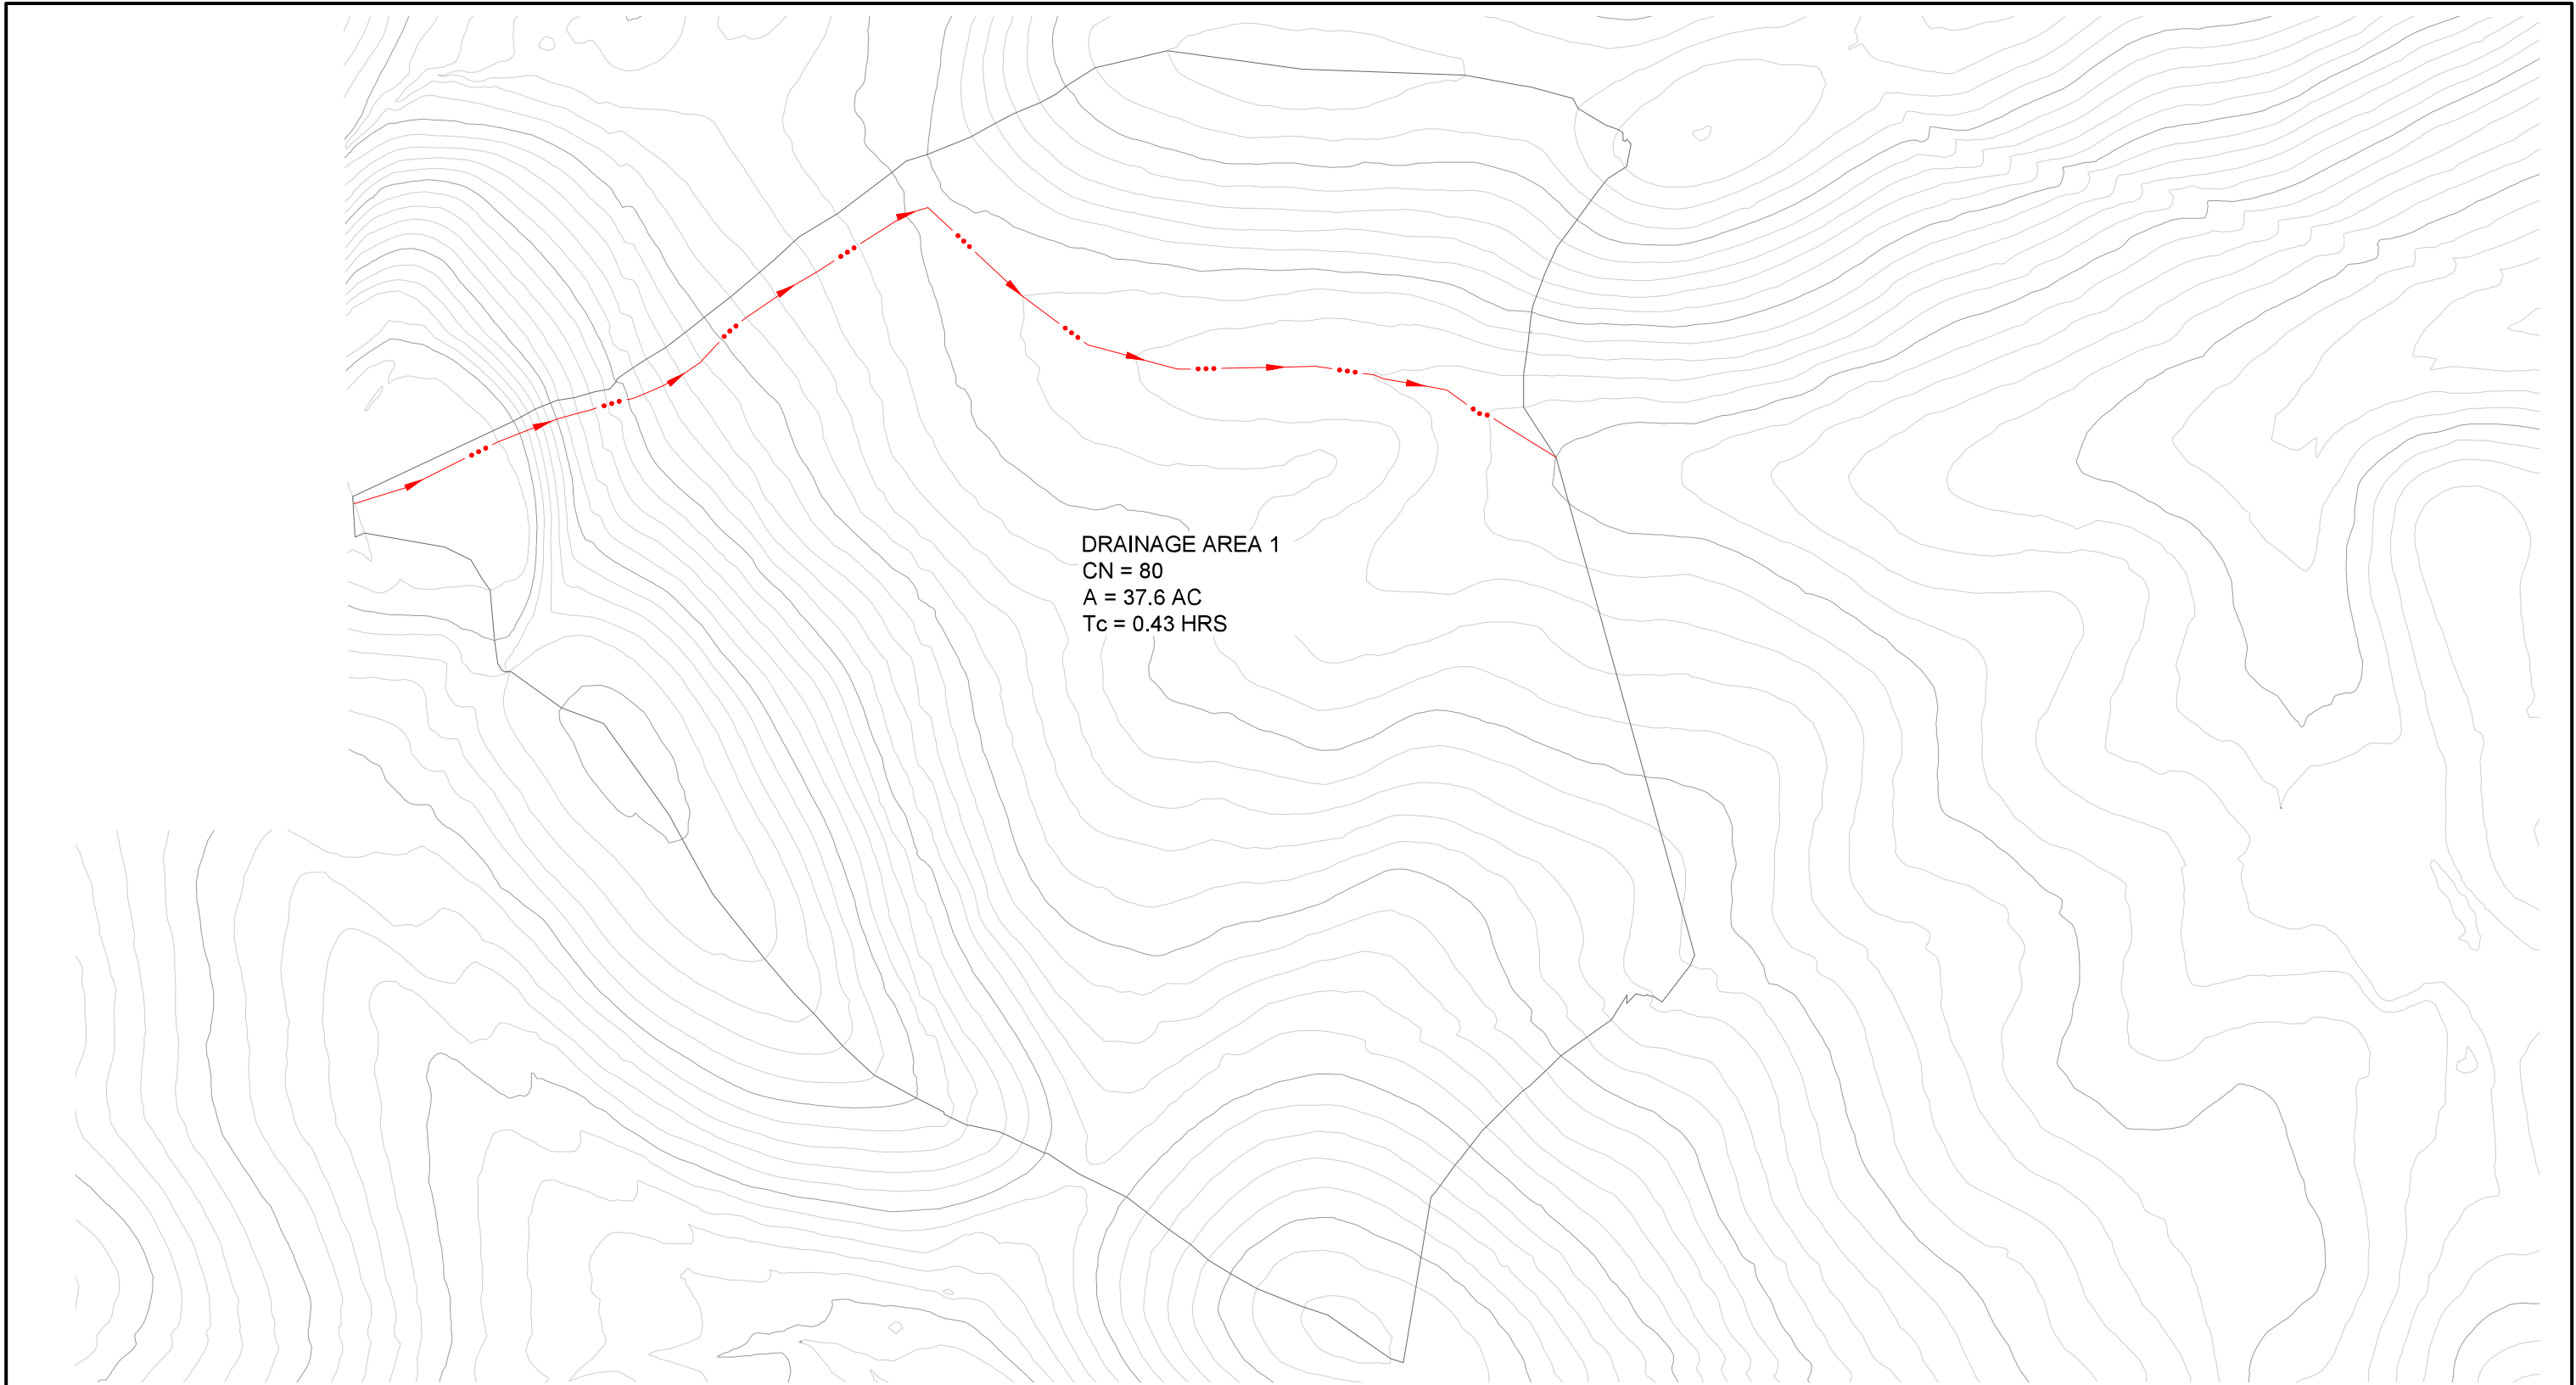 DRAINAGE AREA 1
CN = 80
A = 37.6 AC
Tc = 0.43 HRS